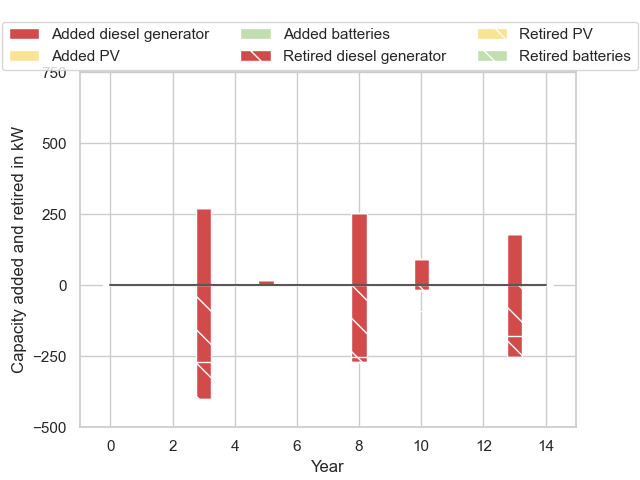 Added diesel generator
Added PV
Added batteries
Retired diesel generator
Retired PV
Retired batteries
Capacity added and retired in kW
750
500
250
0
−250
−500
0 2 4 6 8 10 12 14
Year